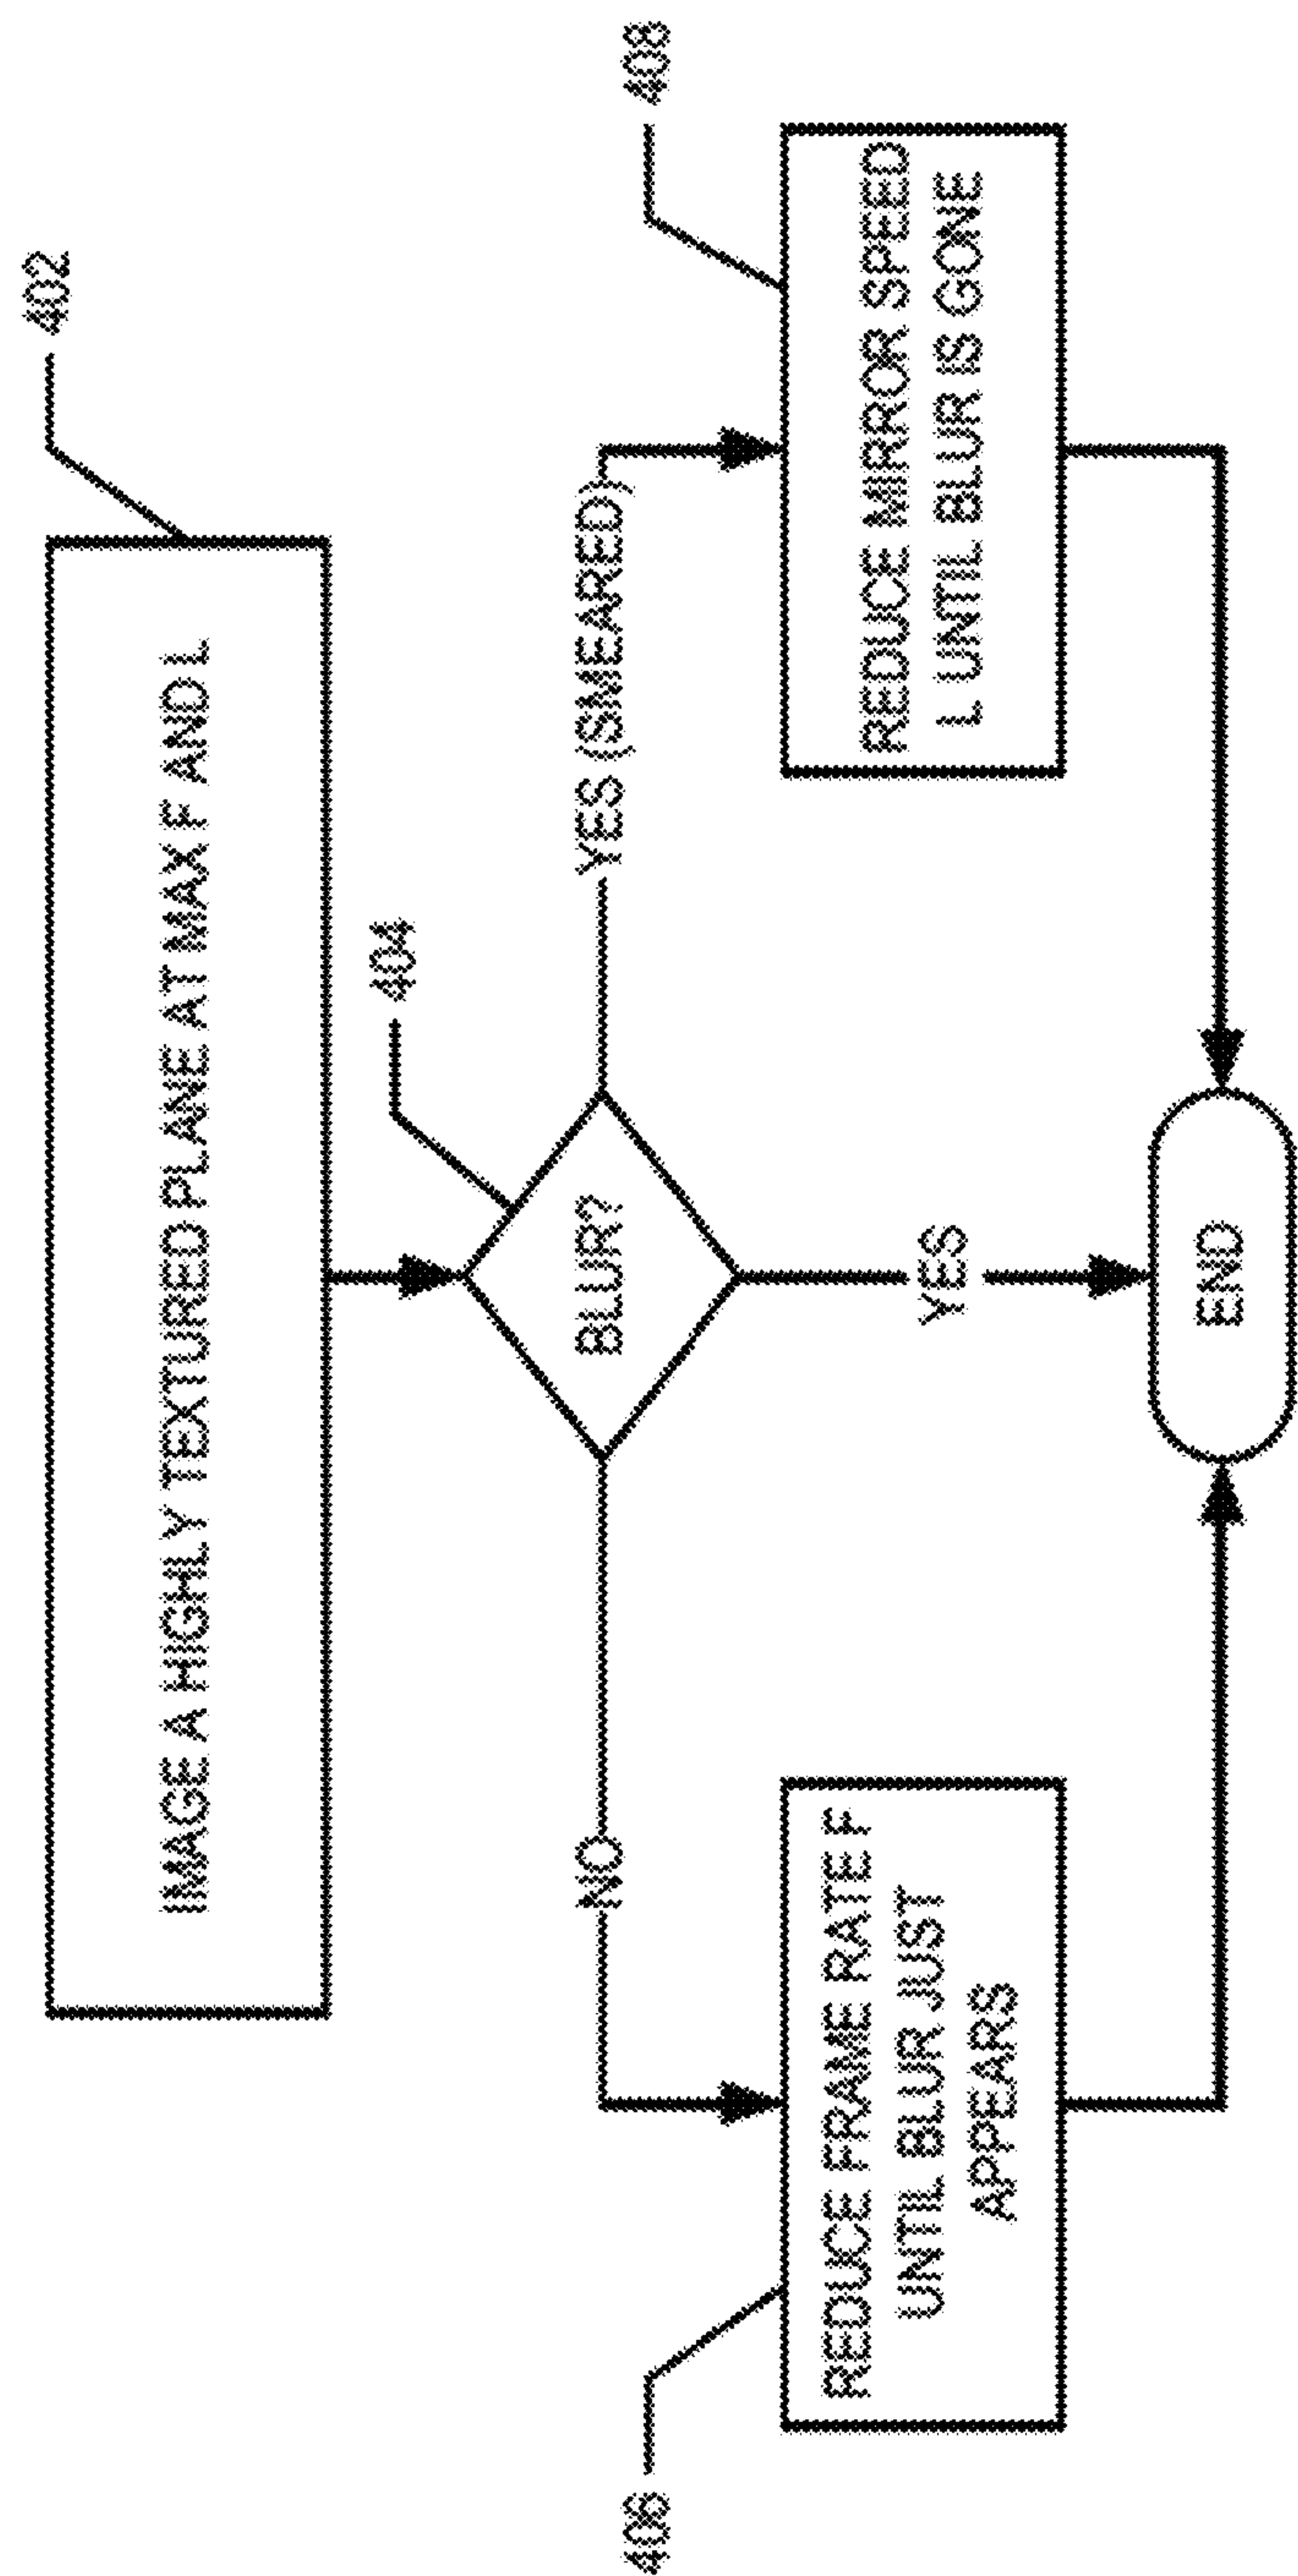 402
IMAGE A HIGHLY TEXTURED PLANE AT MAX F AND L
404
BLUR?
NO
YES (SMEARED)
406
408
REDUCE FRAME RATE F
UNTIL BLUR JUST
APPEARS
REDUCE MIRROR SPEED
L UNTIL BLUR IS GONE
YES
END